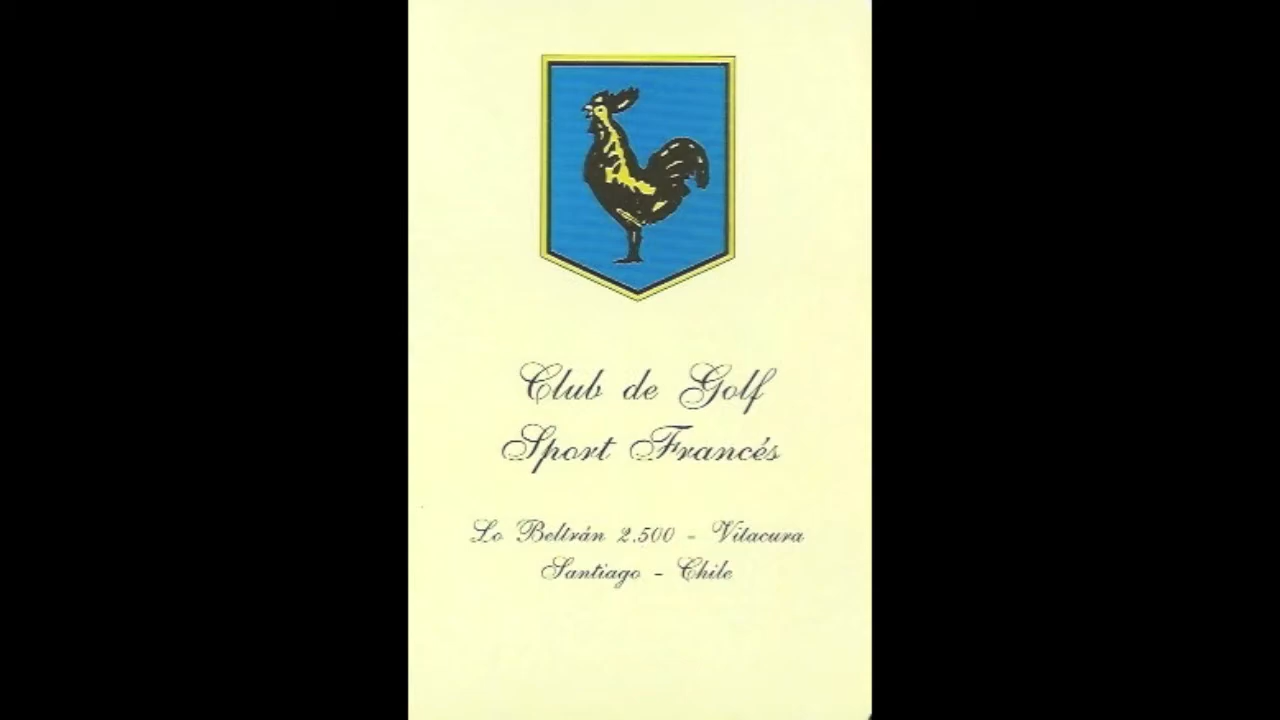 Club de Golf
Sport Francés
Lo Beltrán 2.500 - Vitacura
Santiago - Chile